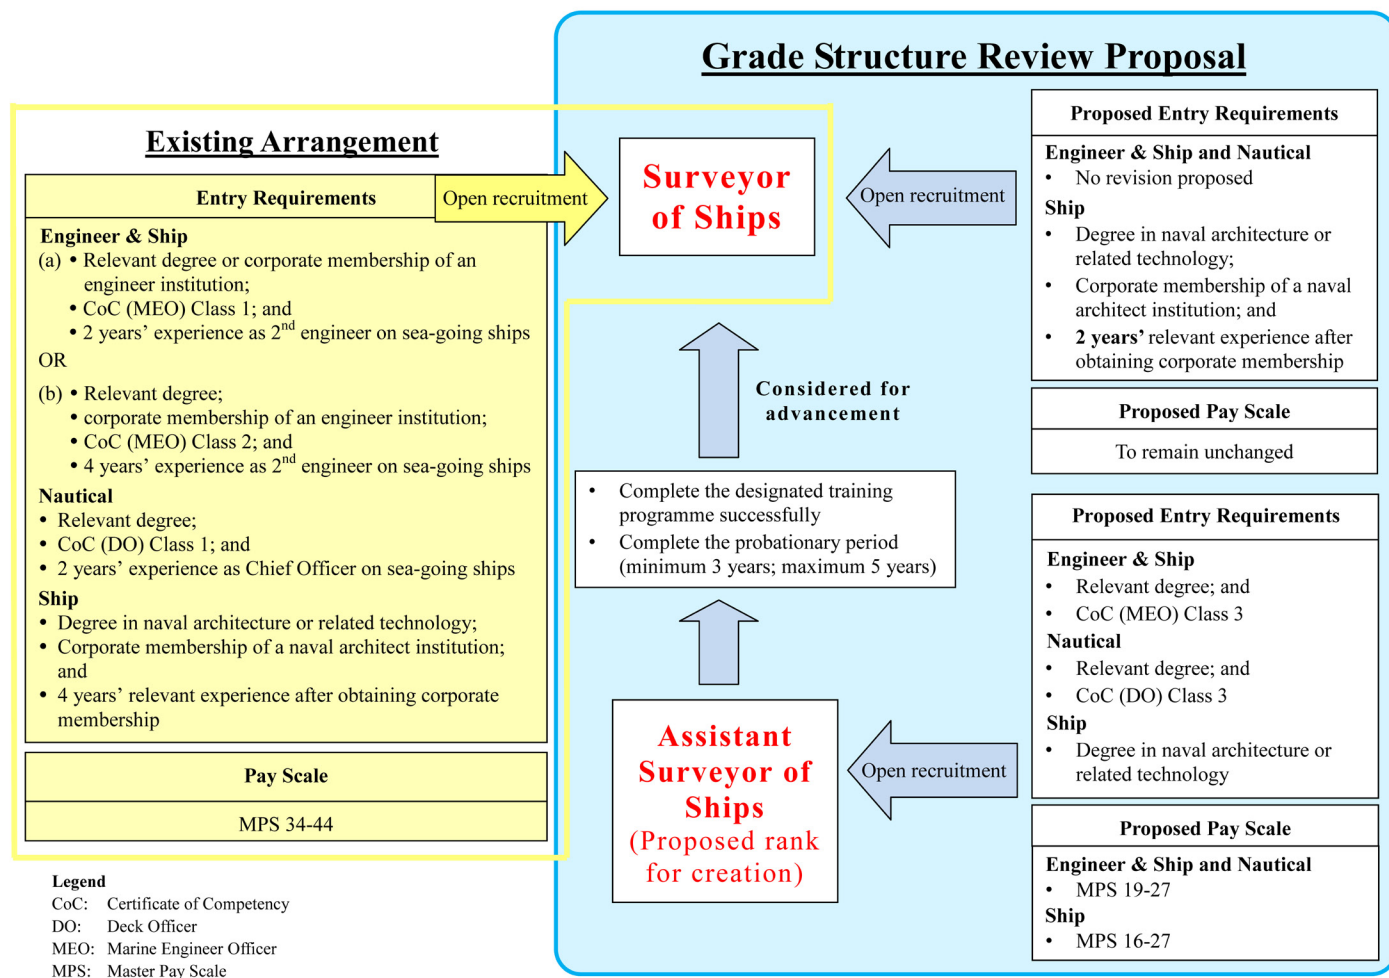 Grade Structure Review Proposal
Existing Arrangement
Entry Requirements
Engineer & Ship
(a) • Relevant degree or corporate membership of an
engineer institution;
• CoC (MEO) Class 1; and
• 2 years’ experience as 2nd engineer on sea-going ships
OR
(b) • Relevant degree;
• corporate membership of an engineer institution;
• CoC (MEO) Class 2; and
• 4 years’ experience as 2nd engineer on sea-going ships
Nautical
• Relevant degree;
• CoC (DO) Class 1; and
• 2 years’ experience as Chief Officer on sea-going ships
Ship
• Degree in naval architecture or related technology;
• Corporate membership of a naval architect institution;
and
• 4 years’ relevant experience after obtaining corporate
membership
Pay Scale
MPS 34-44
Open recruitment
Surveyor
of Ships
Open recruitment
Proposed Entry Requirements
Engineer & Ship and Nautical
• No revision proposed
Ship
• Degree in naval architecture or
related technology;
• Corporate membership of a naval
architect institution; and
• 2 years’ relevant experience after
obtaining corporate membership
Proposed Pay Scale
To remain unchanged
Considered for
advancement
• Complete the designated training
programme successfully
• Complete the probationary period
(minimum 3 years; maximum 5 years)
Assistant
Surveyor of
Ships
(Proposed rank
for creation)
Open recruitment
Proposed Entry Requirements
Engineer & Ship
• Relevant degree; and
• CoC (MEO) Class 3
Nautical
• Relevant degree; and
• CoC (DO) Class 3
Ship
• Degree in naval architecture or
related technology
Proposed Pay Scale
Engineer & Ship and Nautical
• MPS 19-27
Ship
• MPS 16-27
Legend
CoC: Certificate of Competency
DO: Deck Officer
MEO: Marine Engineer Officer
MPS: Master Pay Scale